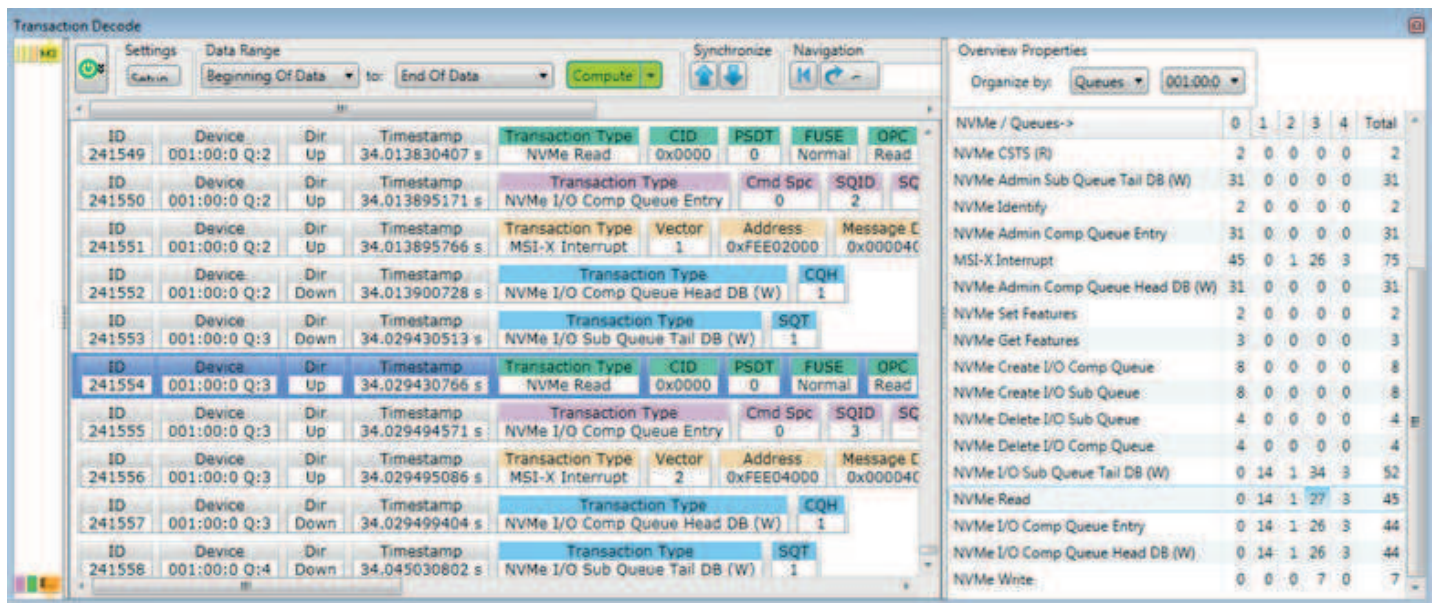 Transaction Decode
Settings Data Range Synchronize Navigation
Setup Beginning Of Data to: End Of Data Compute
ID Device Dir Timestamp Transaction Type CID PSDT FUSE OPC
241549 001:00:0 Q:2 Up 34.013830407 s NVMe Read 0x0000 0 Normal Read
ID Device Dir Timestamp Transaction Type Cmd Spc SQID SQ
241550 001:00:0 Q:2 Up 34.013895171 s NVMe I/O Comp Queue Entry 0 2
ID Device Dir Timestamp Transaction Type Vector Address Message D
241551 001:00:0 Q:2 Up 34.013895766 s MSI-X Interrupt 1 0xFEE02000 0x000040
ID Device Dir Timestamp Transaction Type CQH
241552 001:00:0 Q:2 Down 34.013900728 s NVMe I/O Comp Queue Head DB (W) 1
ID Device Dir Timestamp Transaction Type SQT
241553 001:00:0 Q:3 Down 34.029430513 s NVMe I/O Sub Queue Tail DB (W) 1
ID Device Dir Timestamp Transaction Type CID PSDT FUSE OPC
241554 001:00:0 Q:3 Up 34.029430766 s NVMe Read 0x0000 0 Normal Read
ID Device Dir Timestamp Transaction Type Cmd Spc SQID SQ
241555 001:00:0 Q:3 Up 34.029494571 s NVMe I/O Comp Queue Entry 0 3
ID Device Dir Timestamp Transaction Type Vector Address Message D
241556 001:00:0 Q:3 Up 34.029495086 s MSI-X Interrupt 2 0xFEE04000 0x000040
ID Device Dir Timestamp Transaction Type CQH
241557 001:00:0 Q:3 Down 34.029499404 s NVMe I/O Comp Queue Head DB (W) 1
ID Device Dir Timestamp Transaction Type SQT
241558 001:00:0 Q:4 Down 34.045030802 s NVMe I/O Sub Queue Tail DB (W) 1
Overview Properties
Organize by: Queues 001:00:0
NVMe / Queues-> 0 1 2 3 4 Total
NVMe CSTS (R) 2 0 0 0 0 2
NVMe Admin Sub Queue Tail DB (W) 31 0 0 0 0 31
NVMe Identify 2 0 0 0 0 2
NVMe Admin Comp Queue Entry 31 0 0 0 0 31
MSI-X Interrupt 45 0 1 26 3 75
NVMe Admin Comp Queue Head DB (W) 31 0 0 0 0 31
NVMe Set Features 2 0 0 0 0 2
NVMe Get Features 3 0 0 0 0 3
NVMe Create I/O Comp Queue 8 0 0 0 0 8
NVMe Create I/O Sub Queue 8 0 0 0 0 8
NVMe Delete I/O Sub Queue 4 0 0 0 0 4
NVMe Delete I/O Comp Queue 4 0 0 0 0 4
NVMe I/O Sub Queue Tail DB (W) 0 14 1 34 3 52
NVMe Read 0 14 1 27 3 45
NVMe I/O Comp Queue Entry 0 14 1 26 3 44
NVMe I/O Comp Queue Head DB (W) 0 14 1 26 3 44
NVMe Write 0 0 0 7 0 7